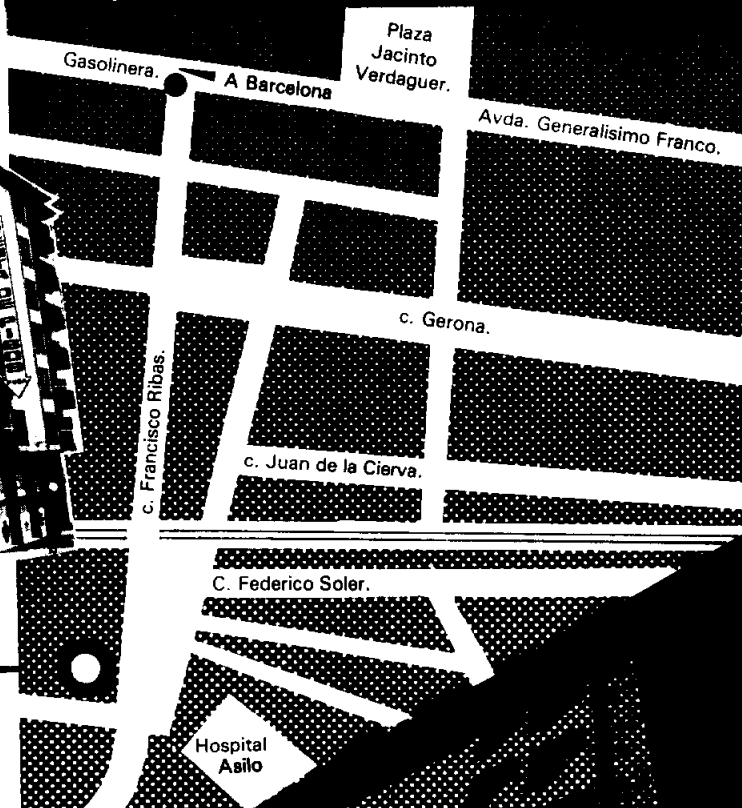 Plaza
Jacinto
Verdaguer.
Gasolinera.
A Barcelona
Avda. Generalisimo Franco.
c. Gerona.
c. Francisco Ribas.
c. Juan de la Cierva.
C. Federico Soler.
Hospital
Asilo